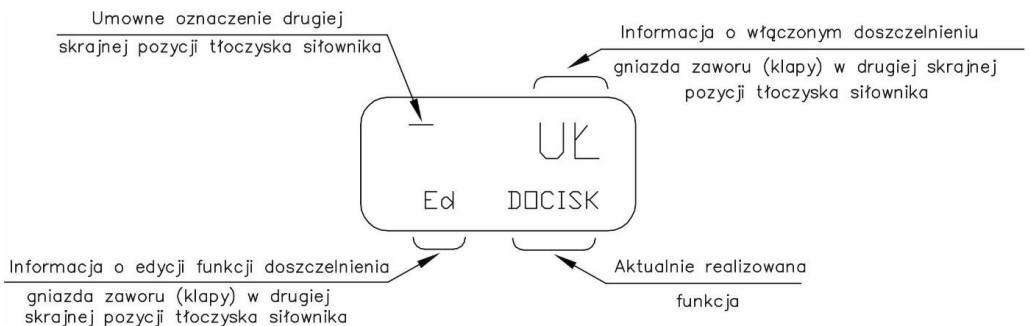 Umowne oznaczenie drugiej
skrajnej pozycji tłoczyska siłownika
Informacja o włączonym doszczelnieniu
gniazda zaworu (klapy) w drugiej skrajnej
pozycji tłoczyska siłownika
UŁ
Ed DOCISK
Informacja o edycji funkcji doszczelnienia
gniazda zaworu (klapy) w drugiej
skrajnej pozycji tłoczyska siłownika
Aktualnie realizowana
funkcja